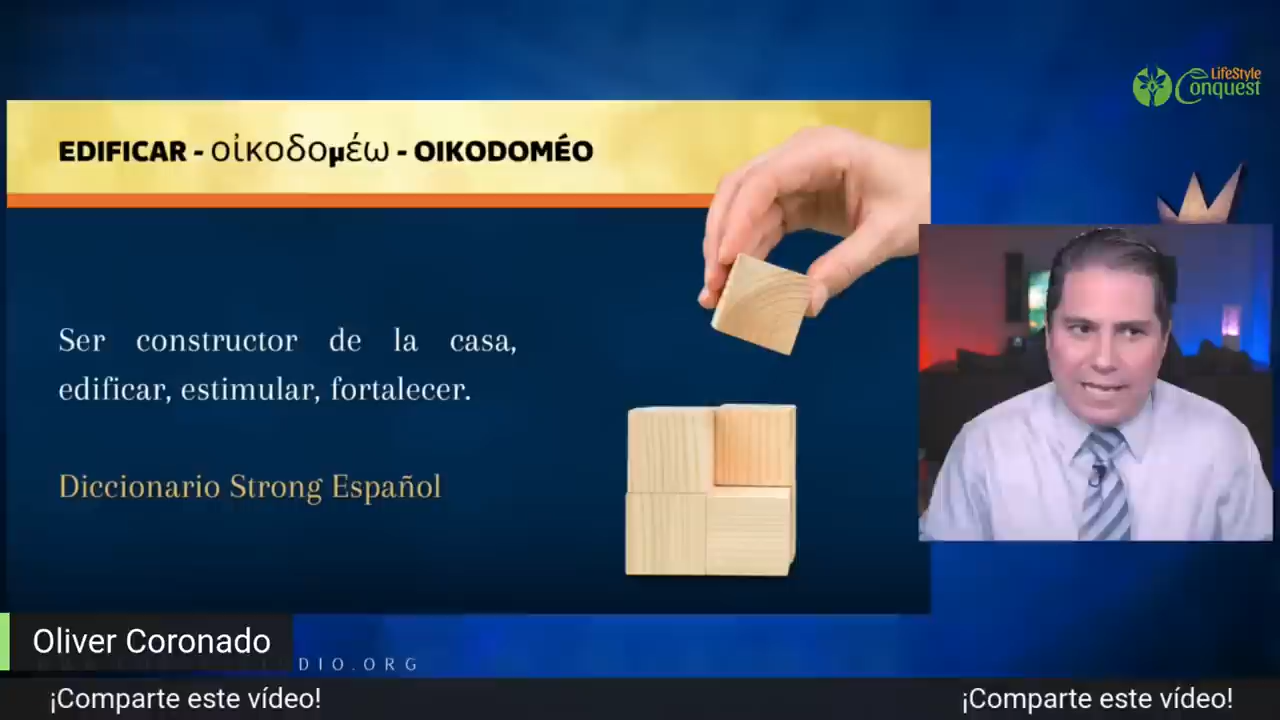 LifeStyle
Conquest
EDIFICAR - οἰκοδομέω - OIKODOMÉO
Ser constructor de la casa,
edificar, estimular, fortalecer.
Diccionario Strong Español
Oliver Coronado
DIO.ORG
¡Comparte este vídeo! ¡Comparte este vídeo!